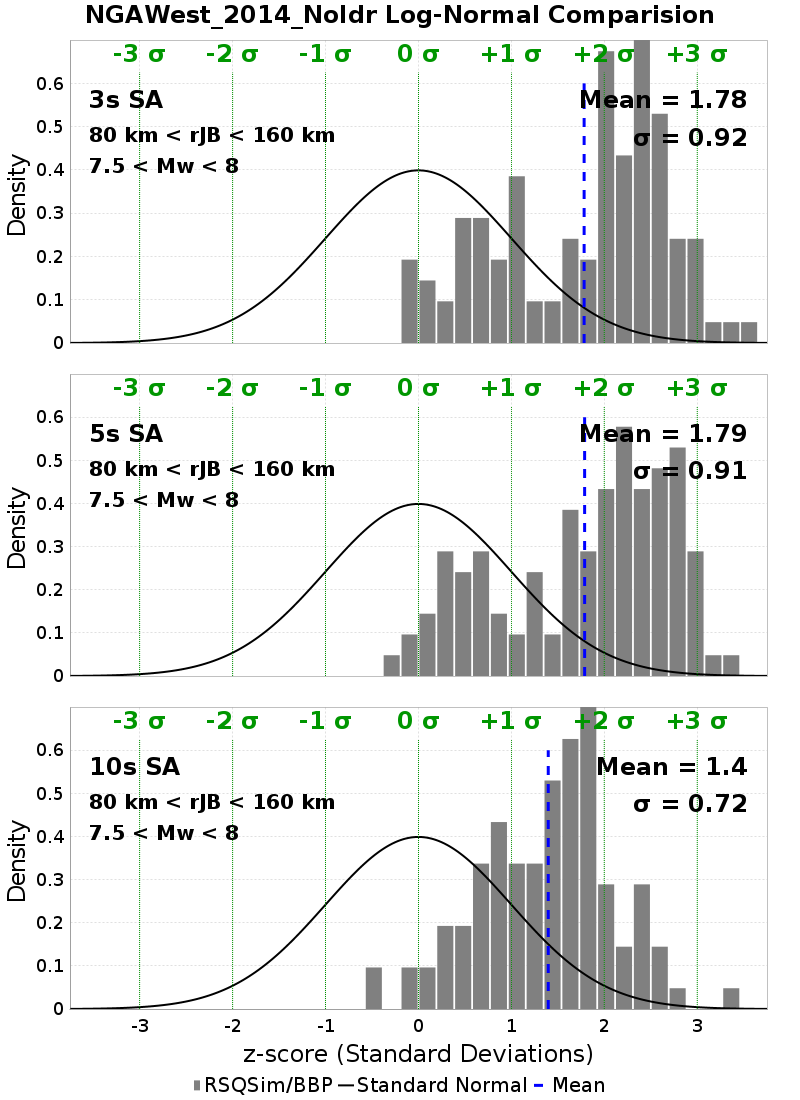 NGAWest_2014_NoIdr Log-Normal Comparision
-3 σ -2 σ -1 σ 0 σ +1 σ +2 σ +3 σ
3s SA
Mean = 1.78
80 km < rJB < 160 km
σ = 0.92
7.5 < Mw < 8
Density
0.6
0.5
0.4
0.3
0.2
0.1
0
-3 σ -2 σ -1 σ 0 σ +1 σ +2 σ +3 σ
5s SA
Mean = 1.79
80 km < rJB < 160 km
σ = 0.91
7.5 < Mw < 8
Density
0.6
0.5
0.4
0.3
0.2
0.1
0
-3 σ -2 σ -1 σ 0 σ +1 σ +2 σ +3 σ
10s SA
Mean = 1.4
80 km < rJB < 160 km
σ = 0.72
7.5 < Mw < 8
Density
0.6
0.5
0.4
0.3
0.2
0.1
0
-3 -2 -1 0 1 2 3
z-score (Standard Deviations)
RSQSim/BBP Standard Normal Mean